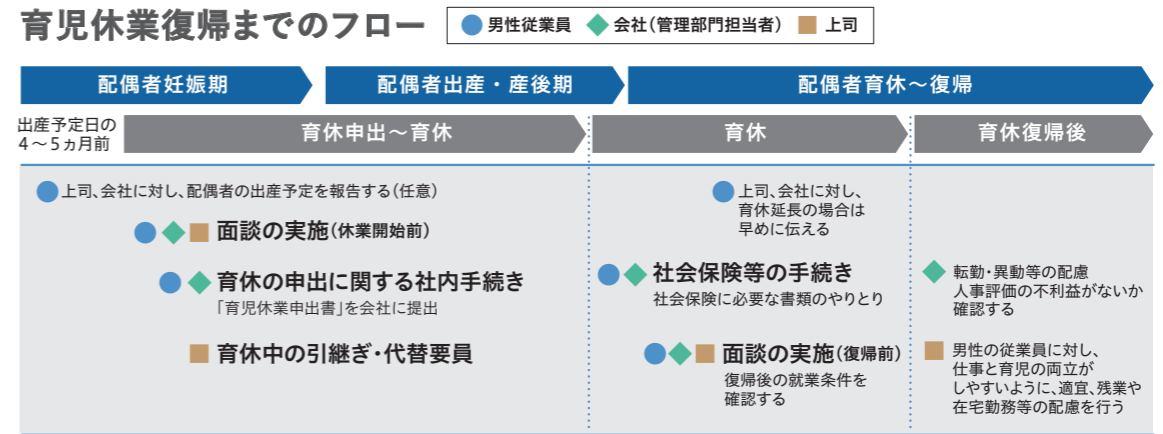 育児休業復帰までのフロー
男性従業員 会社（管理部門担当者） 上司
配偶者妊娠期
配偶者出産・産後期
配偶者育休～復帰
出産予定日の
4～5ヵ月前
育休申出～育休
育休
育休復帰後
上司、会社に対し、配偶者の出産予定を報告する（任意）
面談の実施（休業開始前）
育休の申出に関する社内手続き
「育児休業申出書」を会社に提出
育休中の引継ぎ・代替要員
上司、会社に対し、
育休延長の場合は
早めに伝える
社会保険等の手続き
社会保険に必要な書類のやりとり
面談の実施（復帰前）
復帰後の就業条件を
確認する
転勤・異動等の配慮
人事評価の不利益がないか
確認する
男性の従業員に対し、
仕事と育児の両立が
しやすいように、適宜、残業や
在宅勤務等の配慮を行う